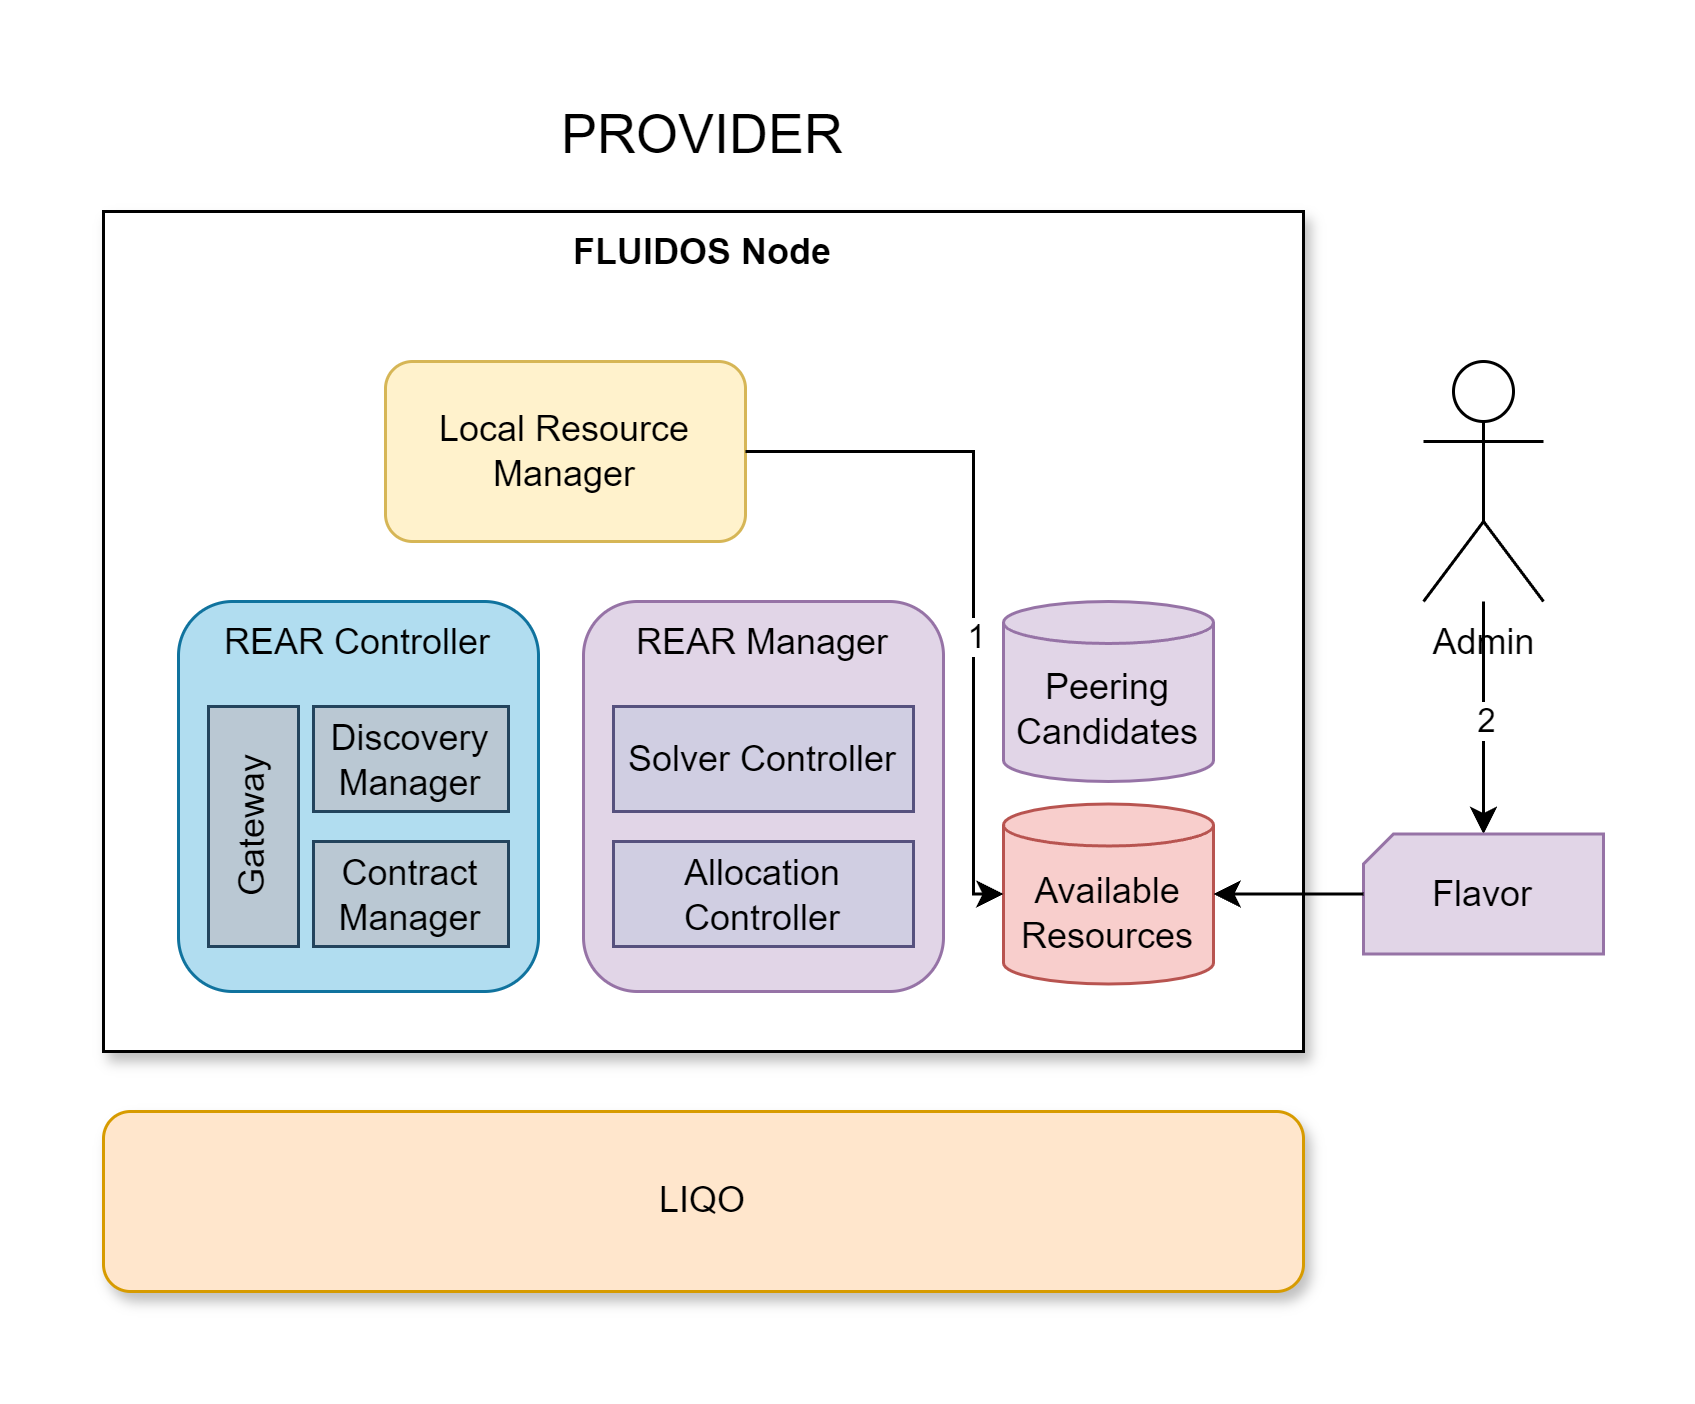 PROVIDER
FLUIDOS Node
Local Resource
Manager
REAR Controller
Gateway
Discovery
Manager
Contract
Manager
REAR Manager
Solver Controller
Allocation
Controller
1
Peering
Candidates
Available
Resources
Admin
2
Flavor
LIQO